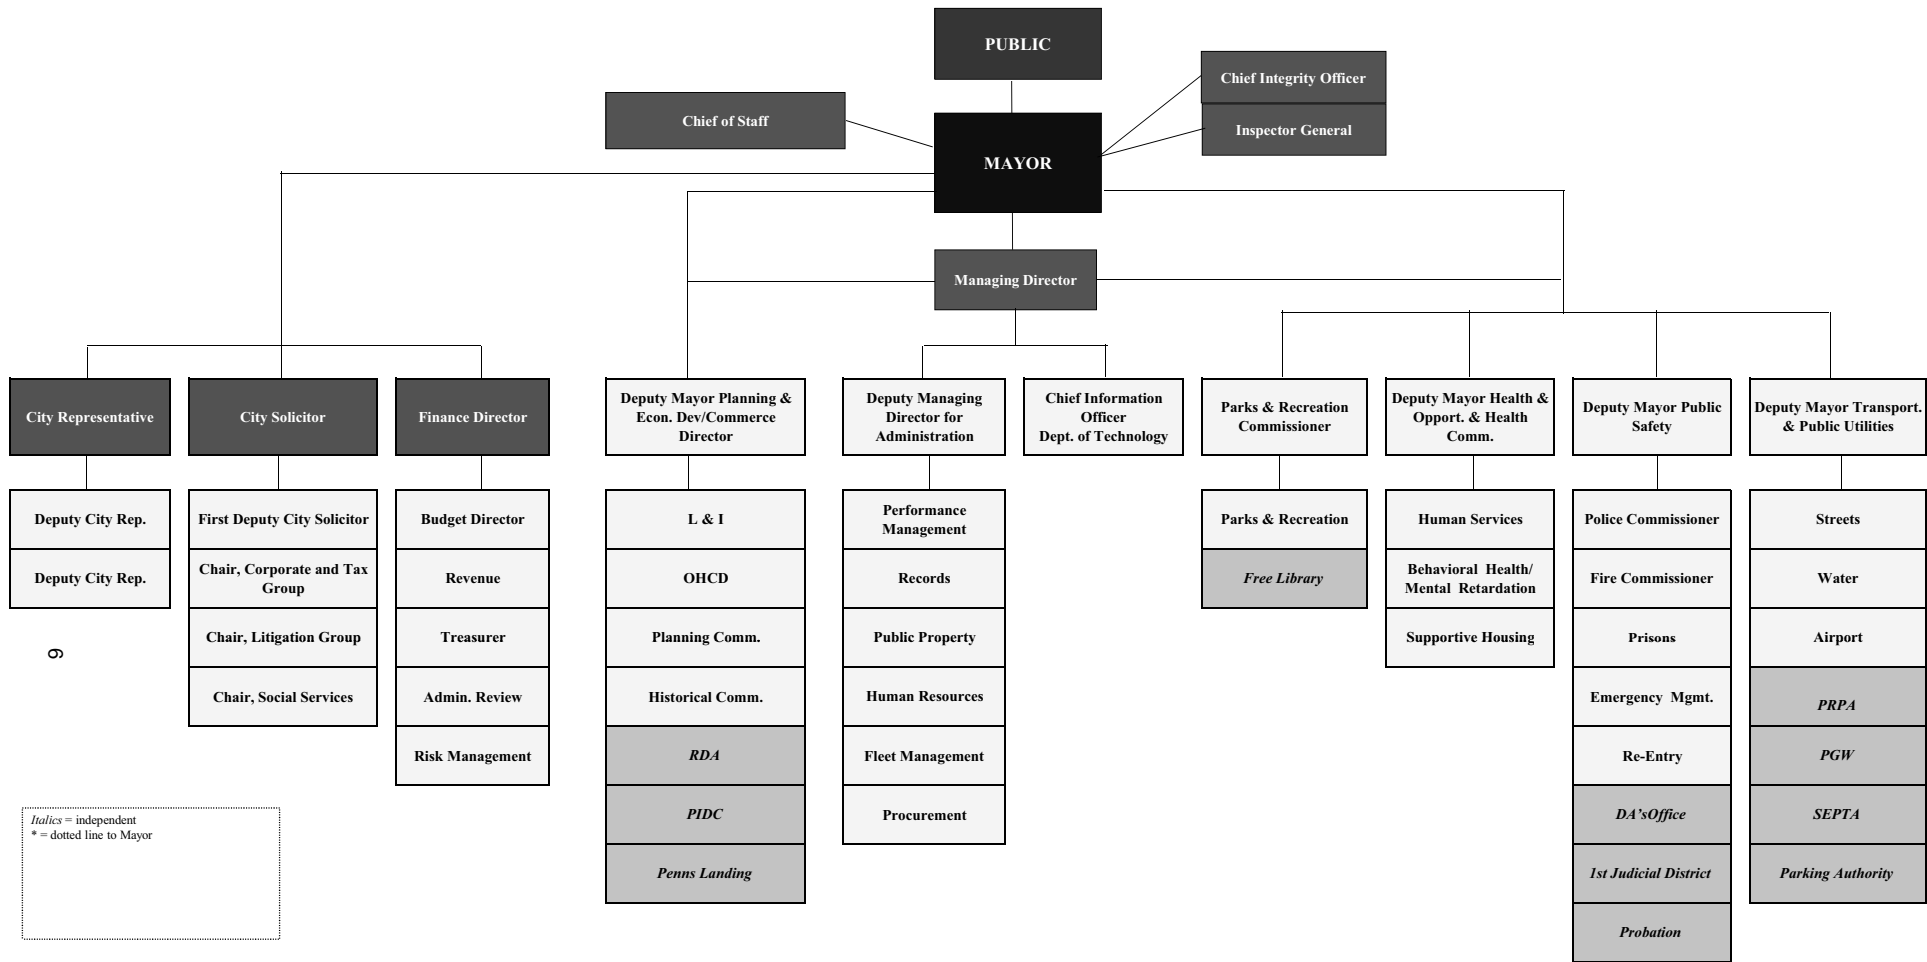 PUBLIC
Chief Integrity Officer
Chief of Staff
Inspector General
MAYOR
Managing Director
City Representative
City Solicitor
Finance Director
Deputy Mayor Planning &
Econ. Dev/Commerce
Director
Deputy Managing
Director for
Administration
Chief Information
Officer
Dept. of Technology
Parks & Recreation
Commissioner
Deputy Mayor Health &
Opport. & Health
Comm.
Deputy Mayor Public
Safety
Deputy Mayor Transport.
& Public Utilities
Deputy City Rep.
Deputy City Rep.
First Deputy City Solicitor
Chair, Corporate and Tax
Group
Chair, Litigation Group
Chair, Social Services
Budget Director
Revenue
Treasurer
Admin. Review
Risk Management
L & I
OHCD
Planning Comm.
Historical Comm.
RDA
PIDC
Penns Landing
Performance
Management
Records
Public Property
Human Resources
Fleet Management
Procurement
Parks & Recreation
Free Library
Human Services
Behavioral Health/
Mental Retardation
Supportive Housing
Police Commissioner
Fire Commissioner
Prisons
Emergency Mgmt.
Re-Entry
DA'sOffice
1st Judicial District
Probation
Streets
Water
Airport
PRPA
PGW
SEPTA
Parking Authority
9
Italics = independent
* = dotted line to Mayor